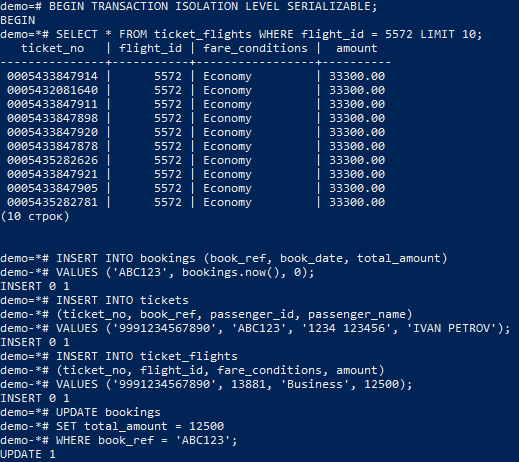 demo=# BEGIN TRANSACTION ISOLATION LEVEL SERIALIZABLE;
BEGIN
demo=*# SELECT * FROM ticket_flights WHERE flight_id = 5572 LIMIT 10;
   ticket_no   | flight_id | fare_conditions |  amount
---------------+-----------+-----------------+----------
 0005433847914 |      5572 | Economy         | 33300.00
 0005432081640 |      5572 | Economy         | 33300.00
 0005433847911 |      5572 | Economy         | 33300.00
 0005433847898 |      5572 | Economy         | 33300.00
 0005433847920 |      5572 | Economy         | 33300.00
 0005433847878 |      5572 | Economy         | 33300.00
 0005435282626 |      5572 | Economy         | 33300.00
 0005433847921 |      5572 | Economy         | 33300.00
 0005433847905 |      5572 | Economy         | 33300.00
 0005435282781 |      5572 | Economy         | 33300.00
(10 строк)
demo=*# INSERT INTO bookings (book_ref, book_date, total_amount)
demo-*# VALUES ('ABC123', bookings.now(), 0);
INSERT 0 1
demo=*# INSERT INTO tickets
demo-*# (ticket_no, book_ref, passenger_id, passenger_name)
demo-*# VALUES ('9991234567890', 'ABC123', '1234 123456', 'IVAN PETROV');
INSERT 0 1
demo=*# INSERT INTO ticket_flights
demo-*# (ticket_no, flight_id, fare_conditions, amount)
demo-*# VALUES ('9991234567890', 13881, 'Business', 12500);
INSERT 0 1
demo=*# UPDATE bookings
demo-*# SET total_amount = 12500
demo-*# WHERE book_ref = 'ABC123';
UPDATE 1